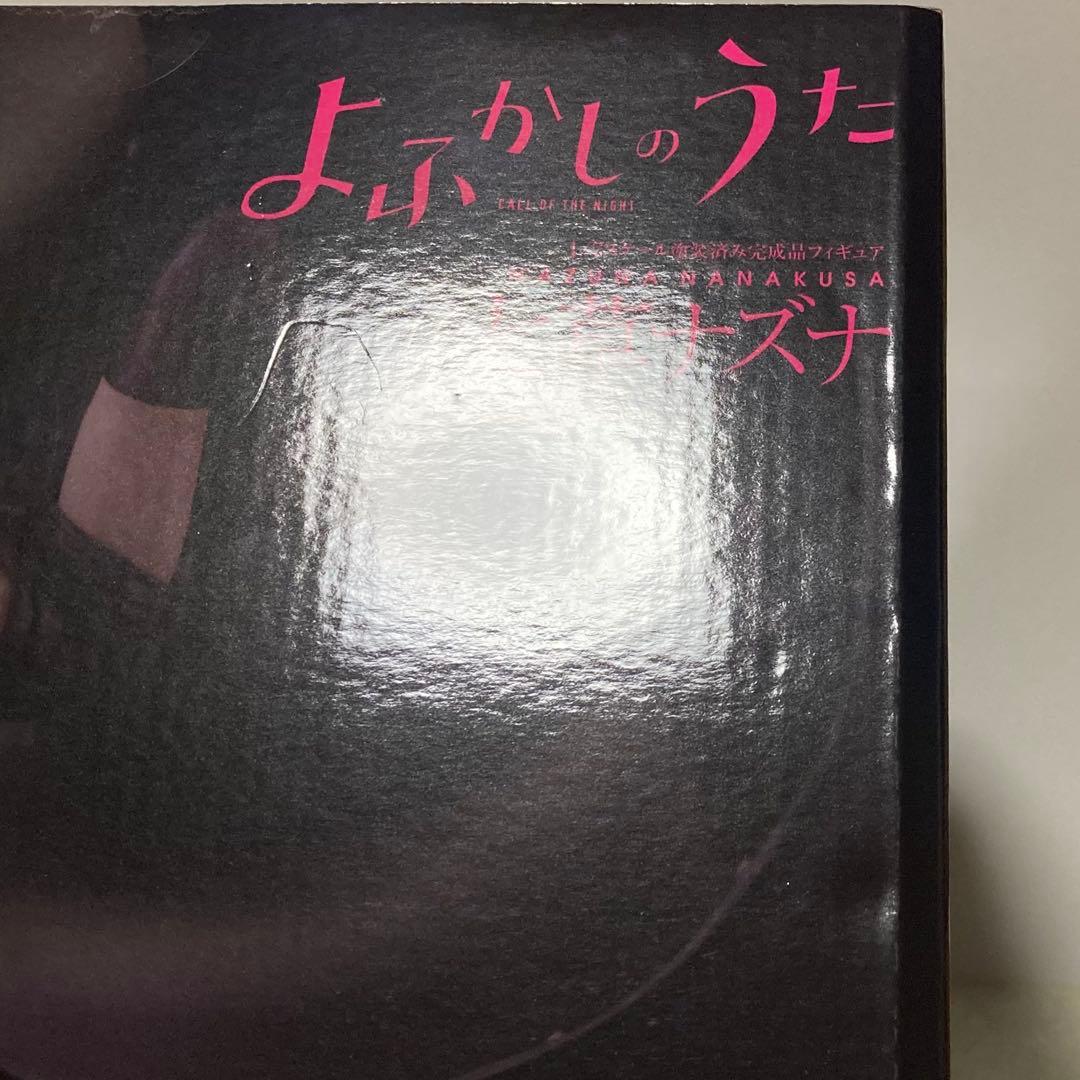 よふかしのうた
CALL OF THE NIGHT
スケール塗装済み完成品フィギュア
NAZUNA NANAKUSA
ナズナ